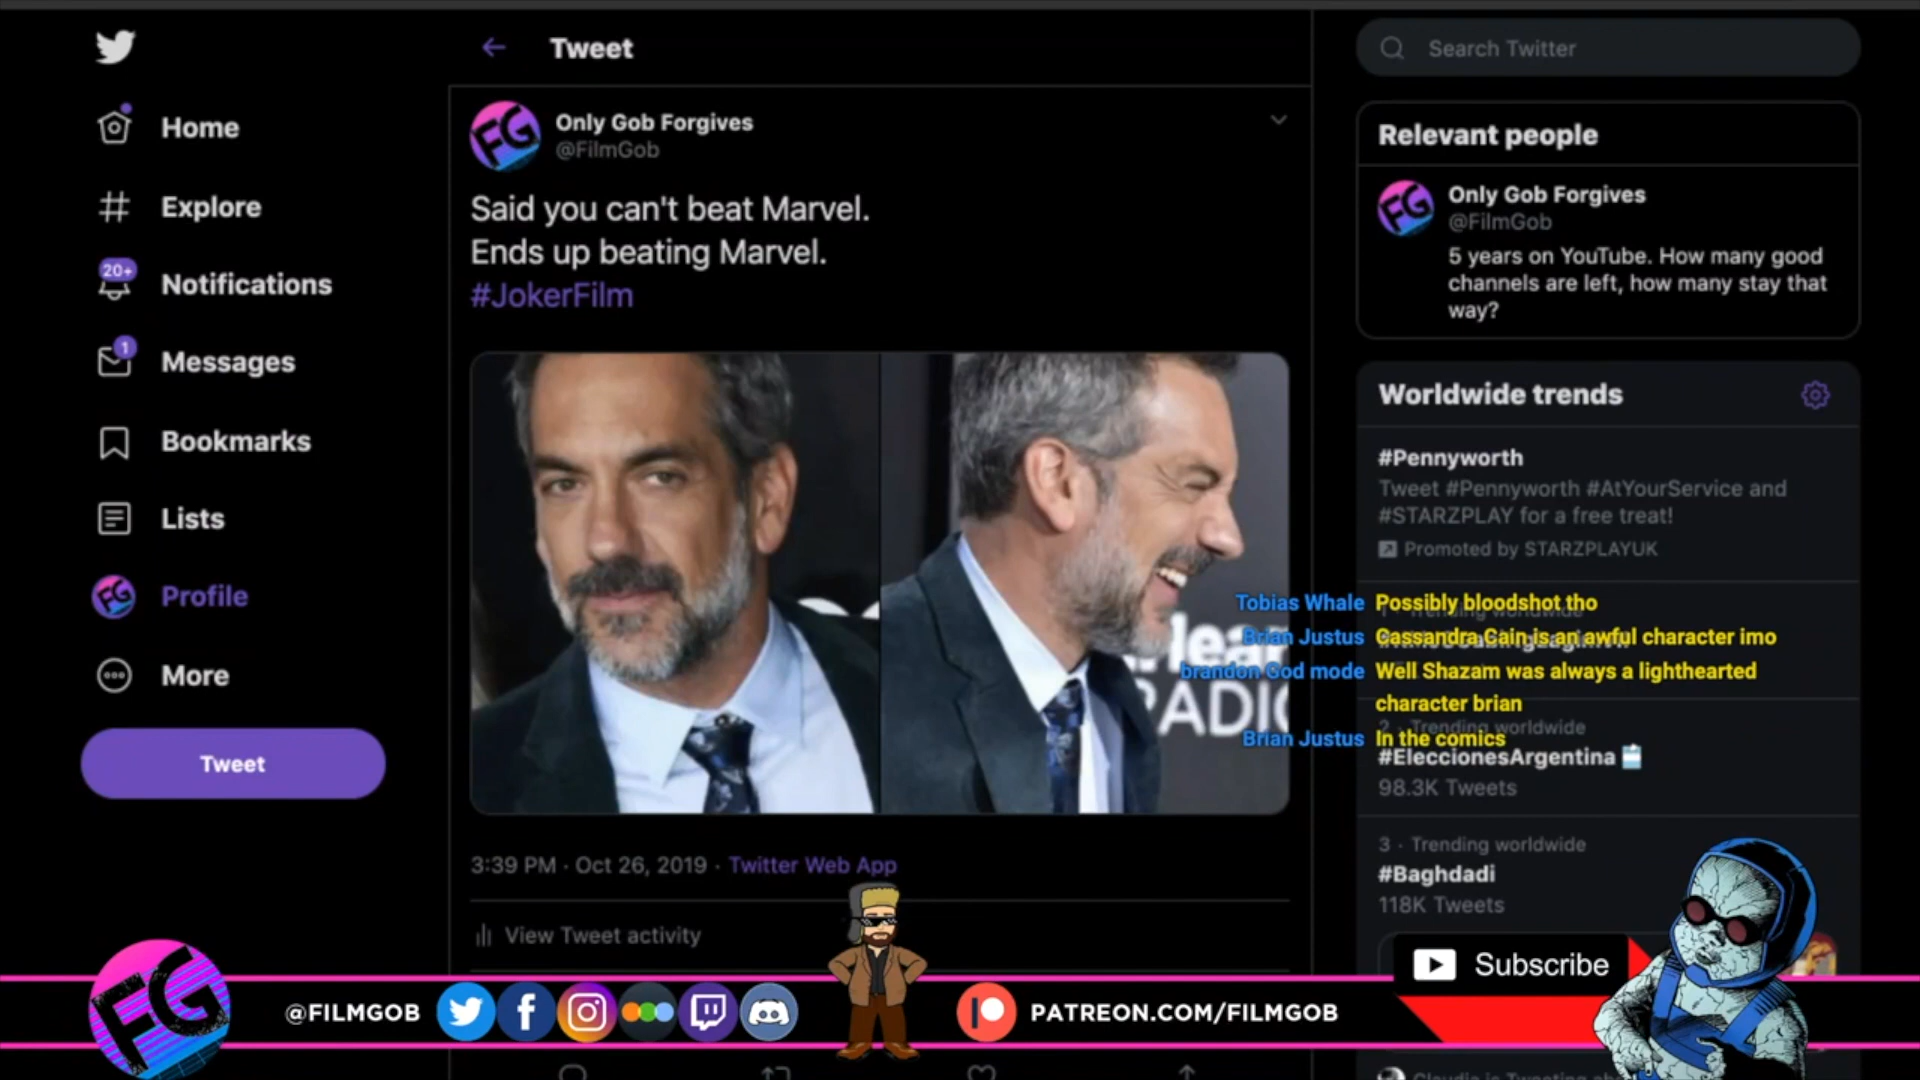 Tweet
Search Twitter
Home
Explore
20+
Notifications
1
Messages
Bookmarks
Lists
FG
Profile
More
Tweet
FG
Only Gob Forgives
@FilmGob
Said you can't beat Marvel.
Ends up beating Marvel.
#JokerFilm
RADIO
3:39 PM · Oct 26, 2019 · Twitter Web App
View Tweet activity
Relevant people
FG
Only Gob Forgives
@FilmGob
5 years on YouTube. How many good
channels are left, how many stay that
way?
Worldwide trends
#Pennyworth
Tweet #Pennyworth #AtYourService and
#STARZPLAY for a free treat!
Promoted by STARZPLAYUK
Tobias Whale Possibly bloodshot tho
Brian Justus Cassandra Cain is an awful character imo
brandon God mode Well Shazam was always a lighthearted
character brian
2 · Trending worldwide
Brian Justus In the comics
#EleccionesArgentina
98.3K Tweets
3 · Trending worldwide
#Baghdadi
118K Tweets
Subscribe
FG
@FILMGOB
PATREON.COM/FILMGOB